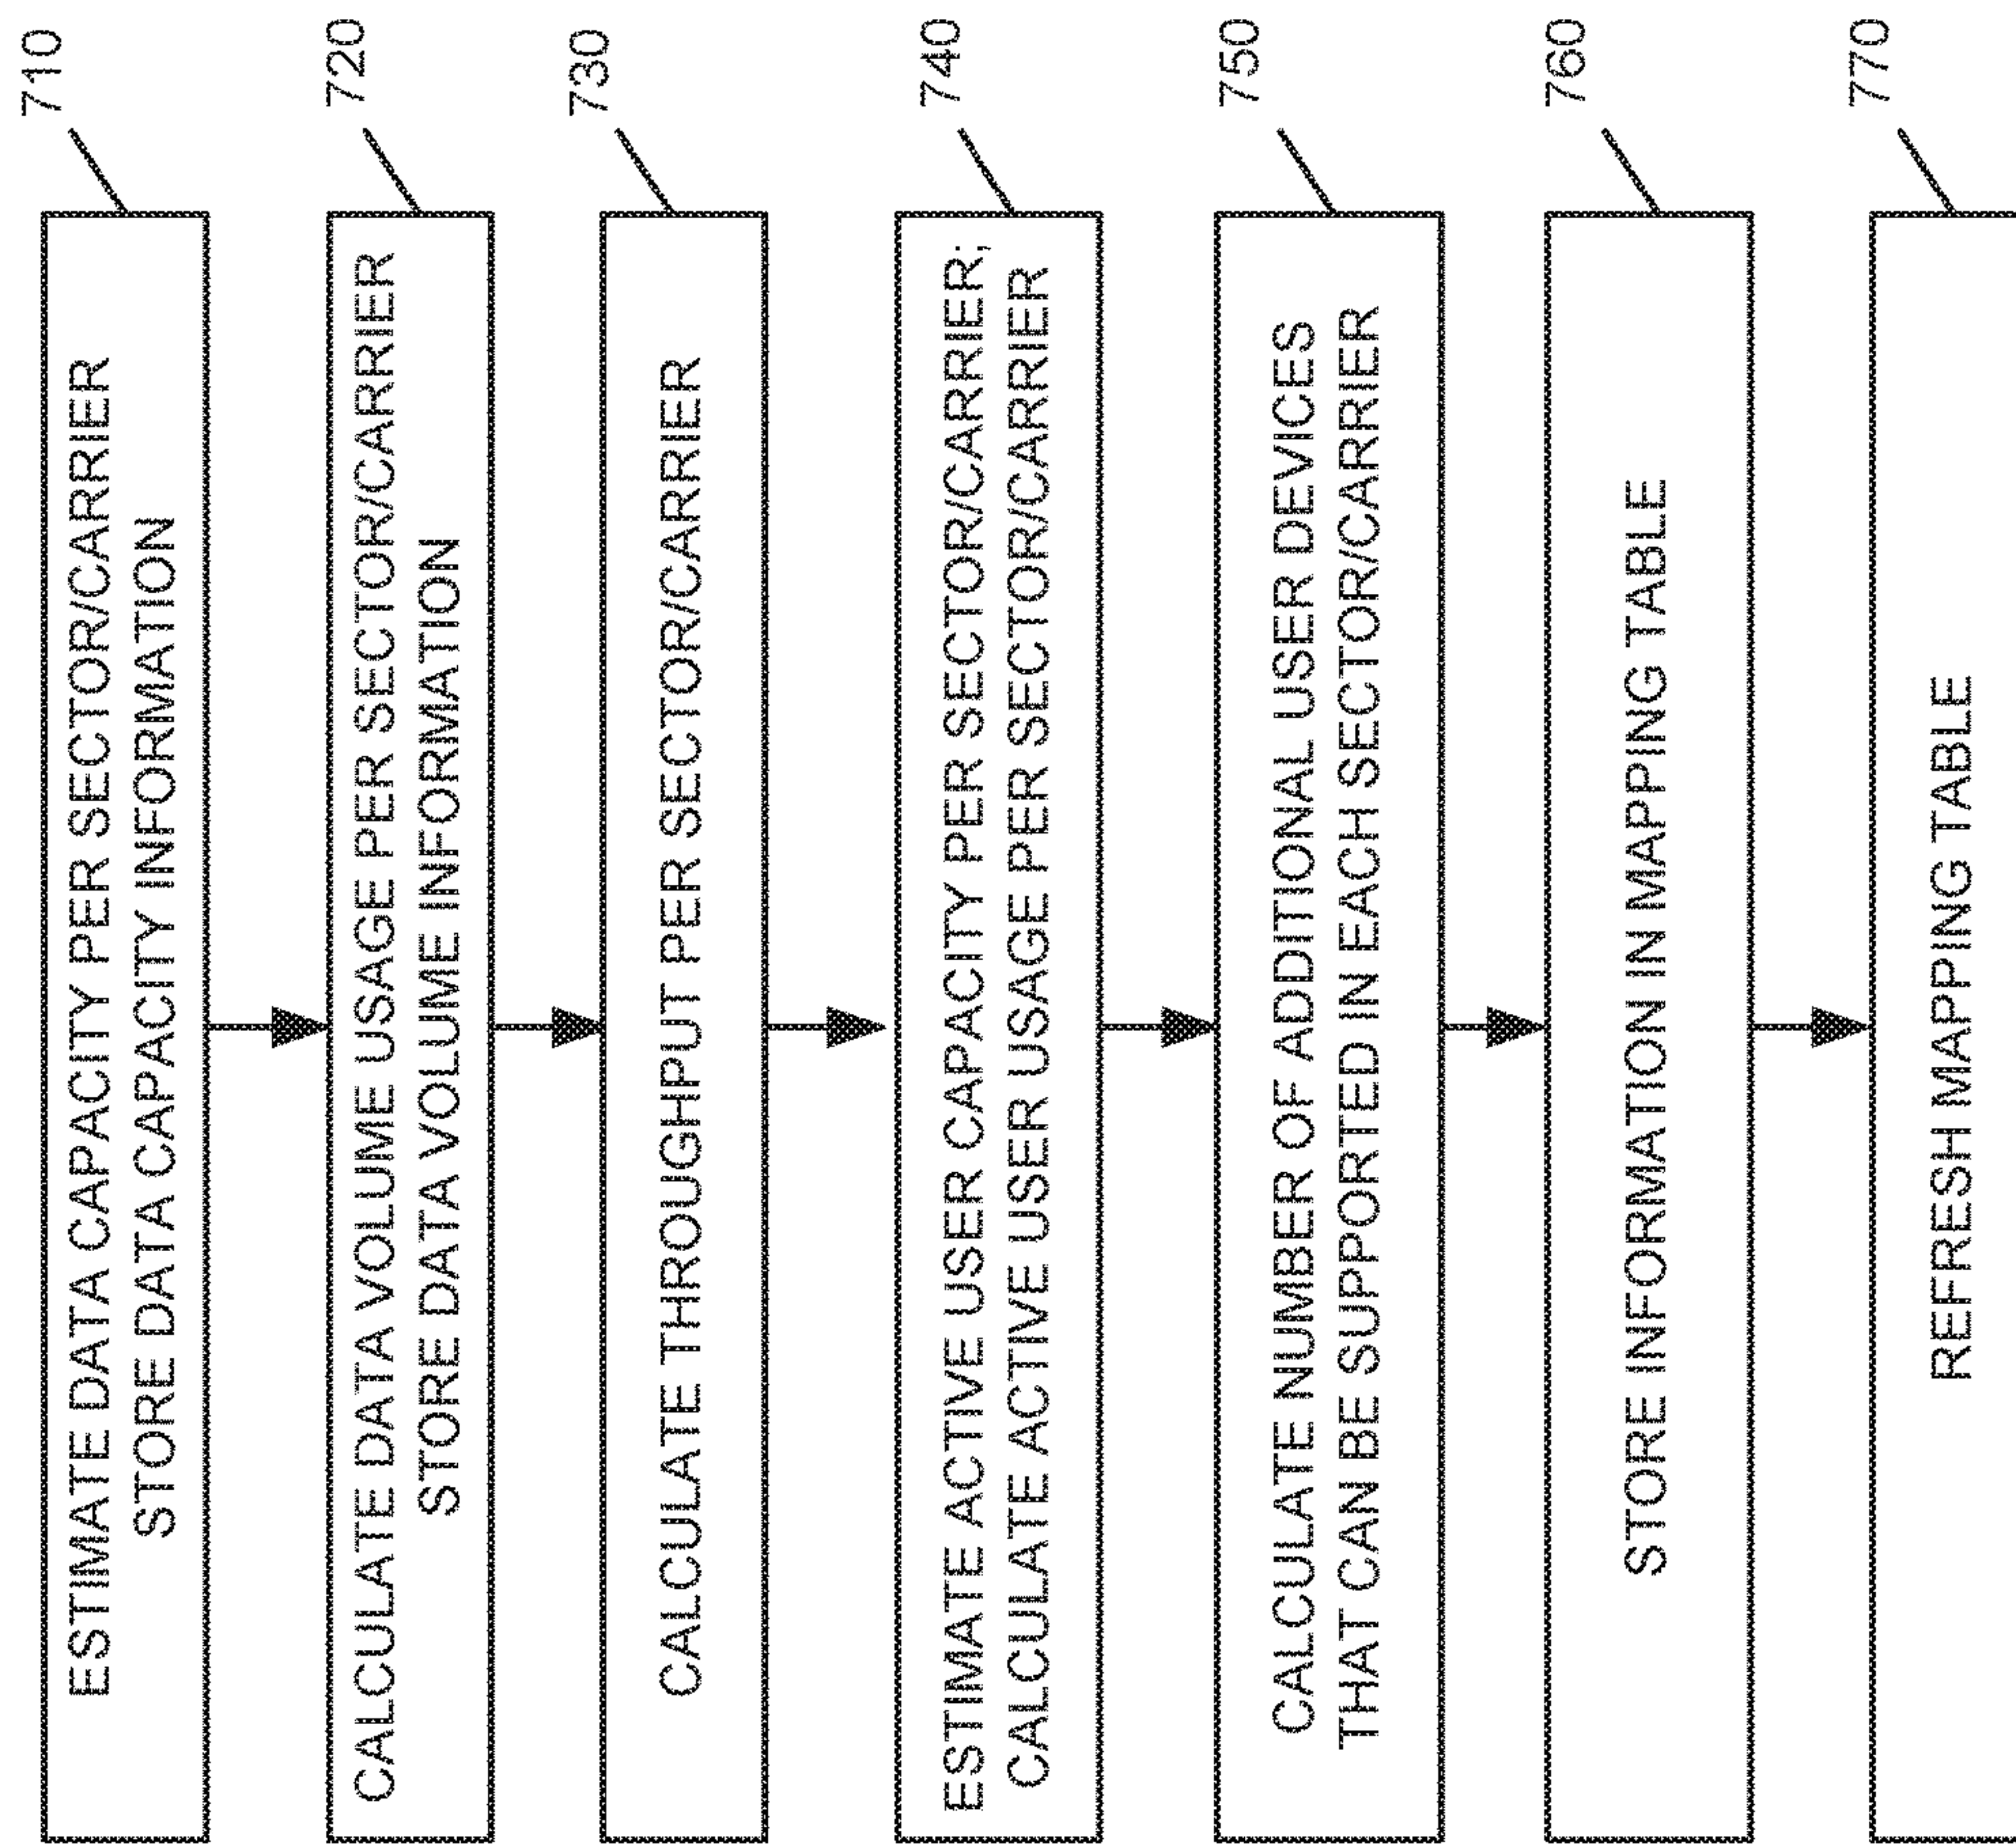 710
ESTIMATE DATA CAPACITY PER SECTOR/CARRIER
STORE DATA CAPACITY INFORMATION
720
CALCULATE DATA VOLUME USAGE PER SECTOR/CARRIER
STORE DATA VOLUME INFORMATION
730
CALCULATE THROUGHPUT PER SECTOR/CARRIER
740
ESTIMATE ACTIVE USER CAPACITY PER SECTOR/CARRIER;
CALCULATE ACTIVE USER USAGE PER SECTOR/CARRIER
750
CALCULATE NUMBER OF ADDITIONAL USER DEVICES
THAT CAN BE SUPPORTED IN EACH SECTOR/CARRIER
760
STORE INFORMATION IN MAPPING TABLE
770
REFRESH MAPPING TABLE